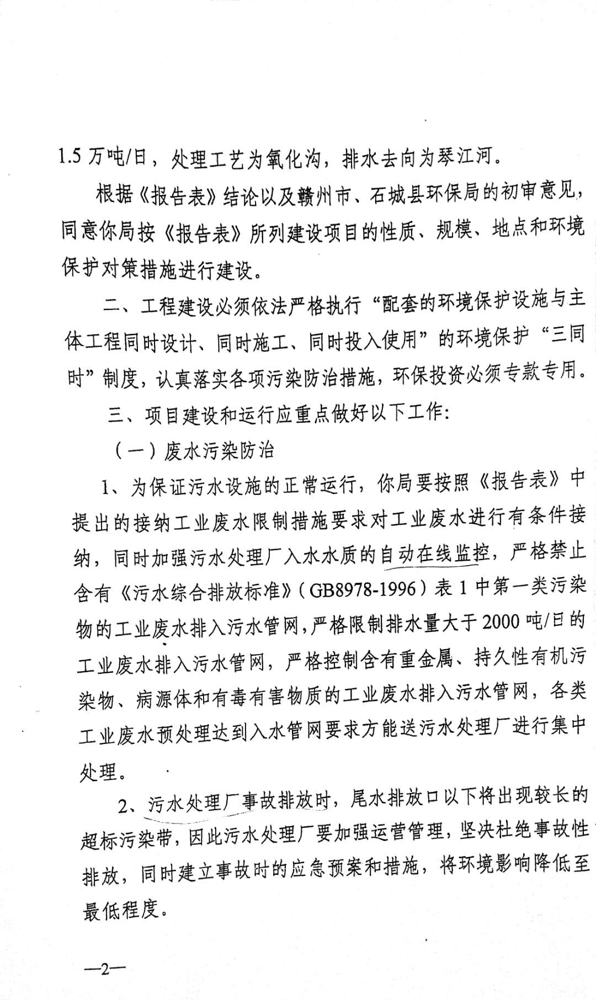 1.5 万吨/日，处理工艺为氧化沟，排水去向为琴江河。
根据《报告表》结论以及赣州市、石城县环保局的初审意见，
同意你局按《报告表》所列建设项目的性质、规模、地点和环境
保护对策措施进行建设。
二、工程建设必须依法严格执行“配套的环境保护设施与主
体工程同时设计、同时施工、同时投入使用”的环境保护“三同
时”制度，认真落实各项污染防治措施，环保投资必须专款专用。
三、项目建设和运行应重点做好以下工作：
（一）废水污染防治
1、为保证污水设施的正常运行，你局要按照《报告表》中
提出的接纳工业废水限制措施要求对工业废水进行有条件接
纳，同时加强污水处理厂入水水质的自动在线监控，严格禁止
含有《污水综合排放标准》（GB8978-1996）表 1 中第一类污染
物的工业废水排入污水管网，严格限制排水量大于 2000 吨/日的
工业废水排入污水管网，严格控制含有重金属、持久性有机污
染物、病源体和有毒有害物质的工业废水排入污水管网，各类
工业废水预处理达到入水管网要求方能送污水处理厂进行集中
处理。
2、污水处理厂事故排放时，尾水排放口以下将出现较长的
超标污染带，因此污水处理厂要加强运营管理，坚决杜绝事故性
排放，同时建立事故时的应急预案和措施，将环境影响降低至
最低程度。
—2—